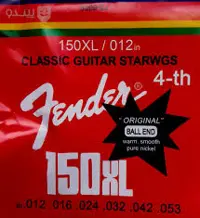 پیندو
150XL / 012in
CLASSIC GUITAR STARWGS
4-th
Fender
"ORIGINAL"
BALL END
warm, smooth
pure nickel
150XL
.012 .016 .024 .032 .042 .053